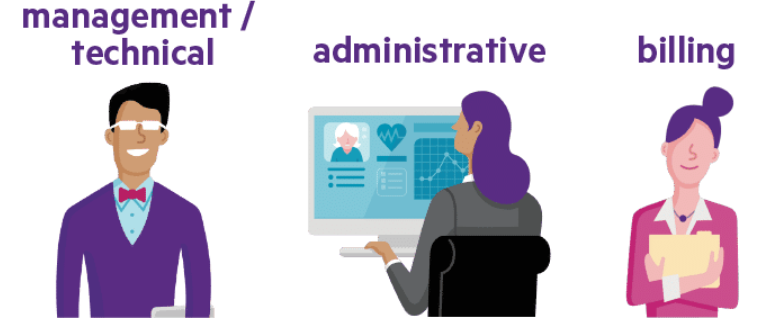 management /
technical
administrative
billing